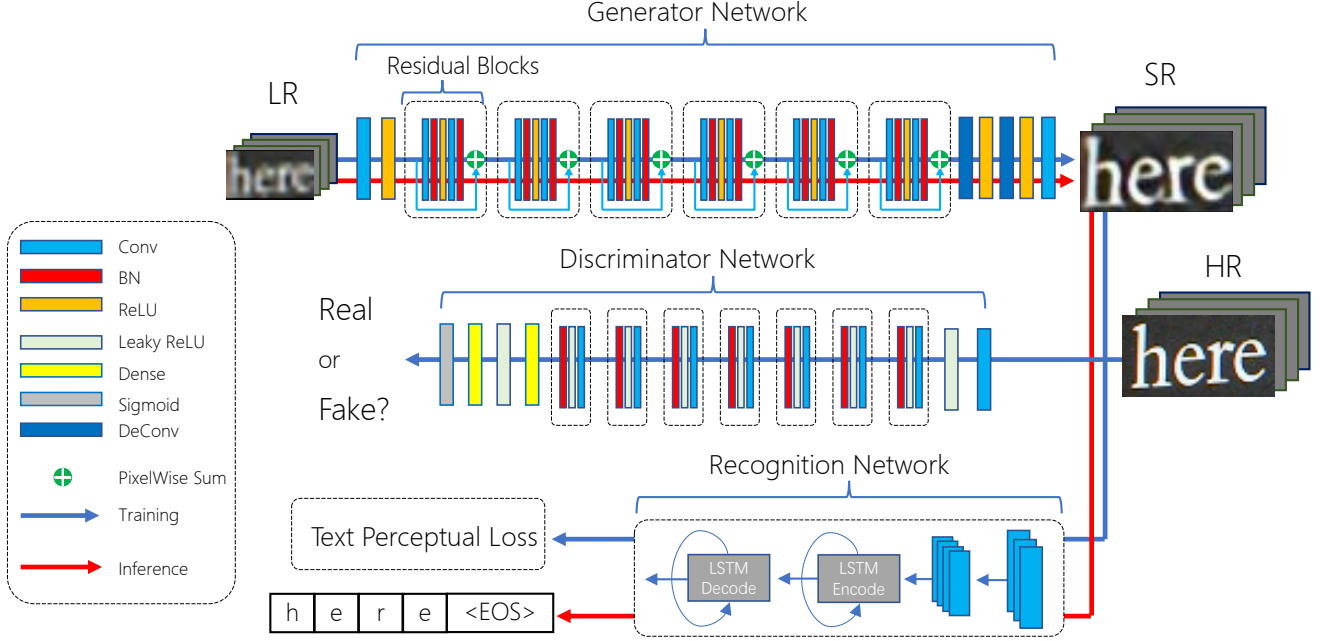 Generator Network
Residual Blocks
LR
SR
here
here
Conv
BN
ReLU
Leaky ReLU
Dense
Sigmoid
DeConv
PixelWise Sum
Training
Inference
Discriminator Network
HR
Real
or
Fake?
here
Recognition Network
Text Perceptual Loss
LSTM
Decode
LSTM
Encode
h e r e <EOS>